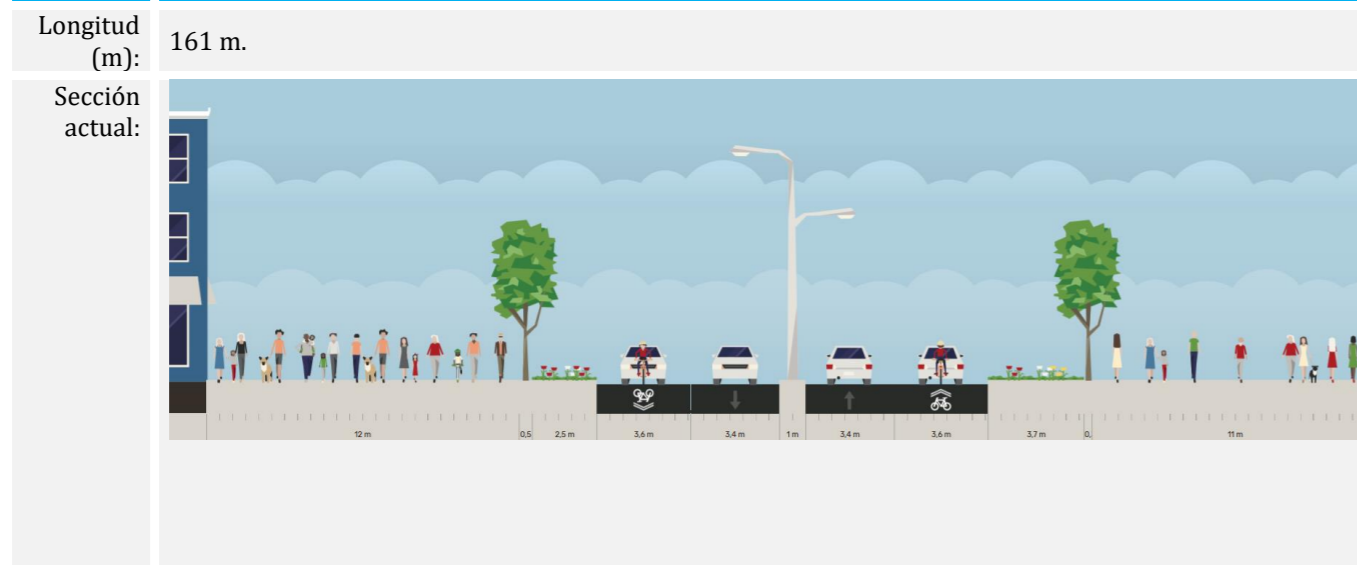 Longitud
(m):
161 m.
Sección
actual:
12 m 0,5 2,5 m 3,6 m 3,4 m 1 m 3,4 m 3,6 m 3,7 m 0, 11 m